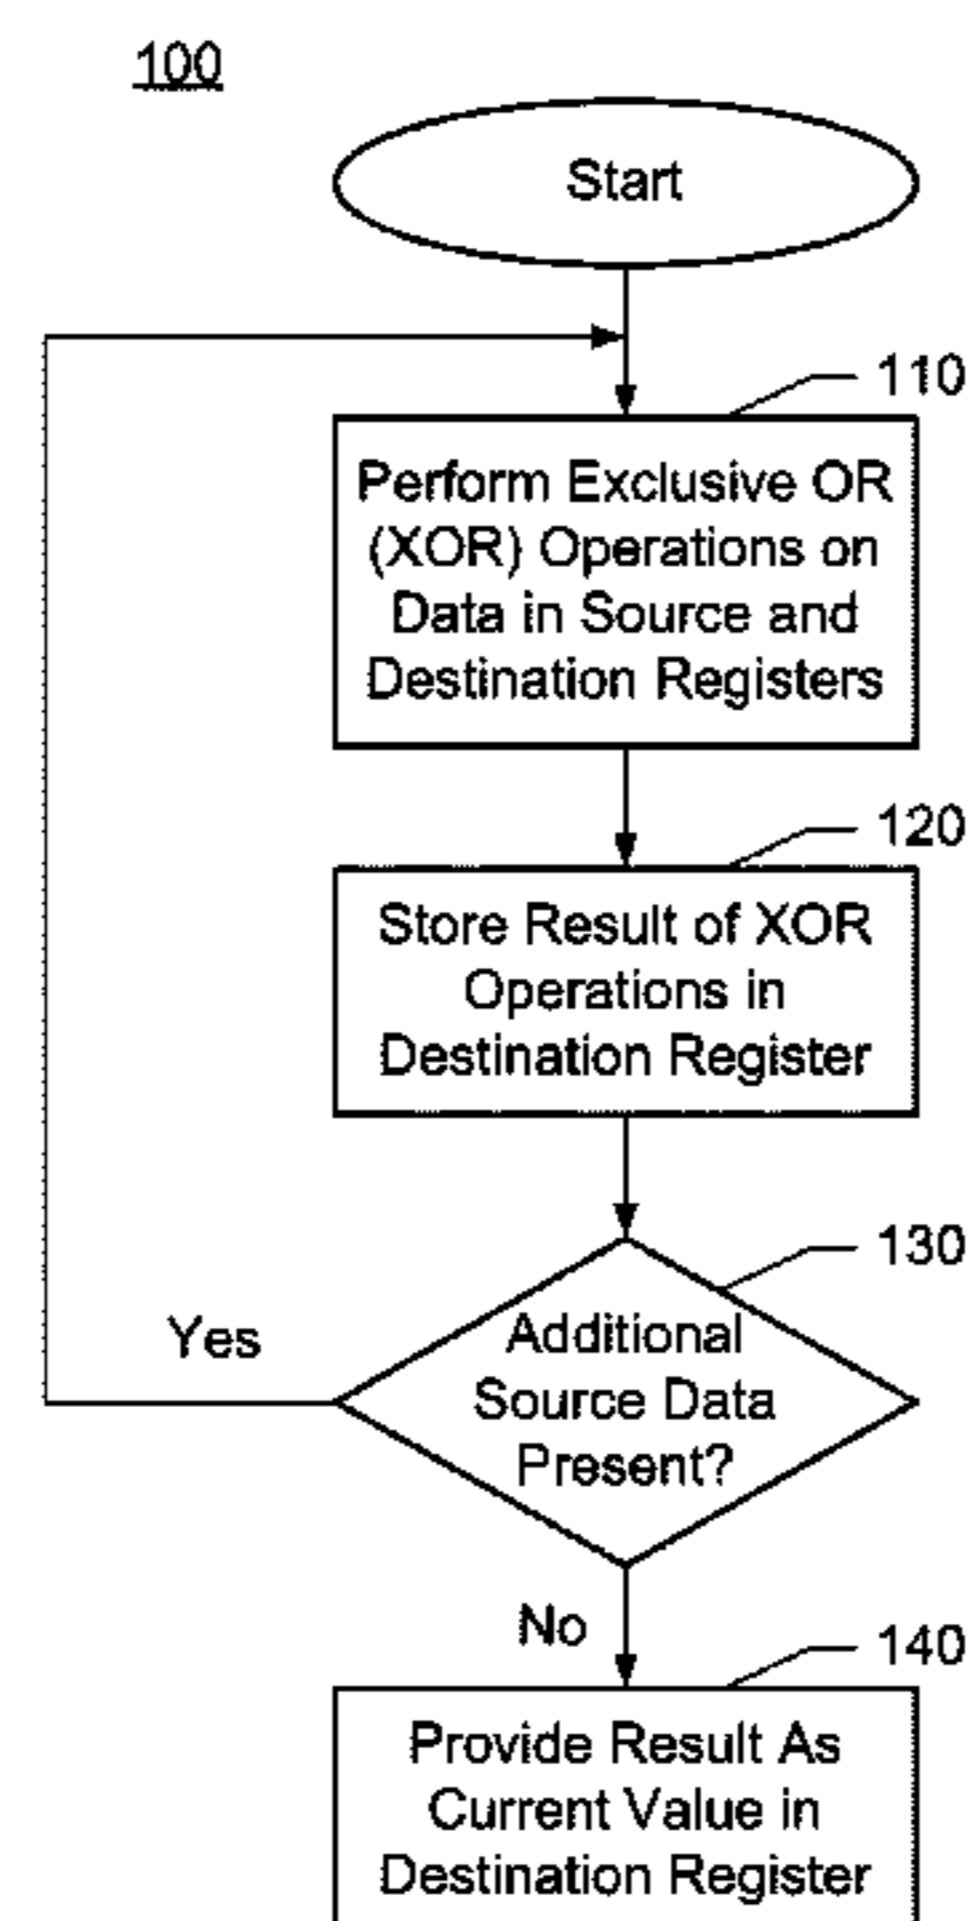 100
Start
110
Perform Exclusive OR
(XOR) Operations on
Data in Source and
Destination Registers
120
Store Result of XOR
Operations in
Destination Register
130
Additional
Source Data
Present?
Yes
No
140
Provide Result As
Current Value in
Destination Register